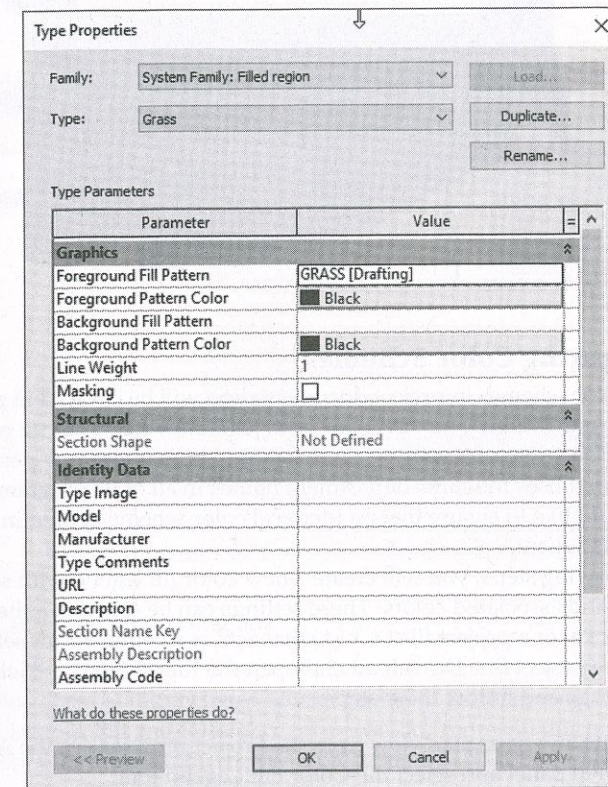 Type Properties
Family: System Family: Filled region Load...
Type: Grass Duplicate...
Rename...
Type Parameters
Parameter Value =
Graphics
Foreground Fill Pattern GRASS [Drafting]
Foreground Pattern Color Black
Background Fill Pattern
Background Pattern Color Black
Line Weight 1
Masking
Structural
Section Shape Not Defined
Identity Data
Type Image
Model
Manufacturer
Type Comments
URL
Description
Section Name Key
Assembly Description
Assembly Code
What do these properties do?
<< Preview OK Cancel Apply